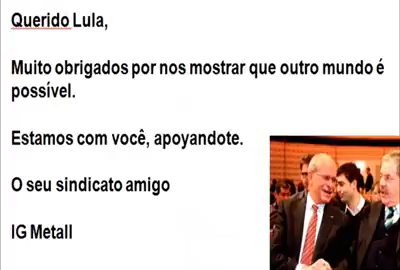 Querido Lula,
Muito obrigados por nos mostrar que outro mundo é
possível.
Estamos com você, apoyandote.
O seu sindicato amigo
IG Metall